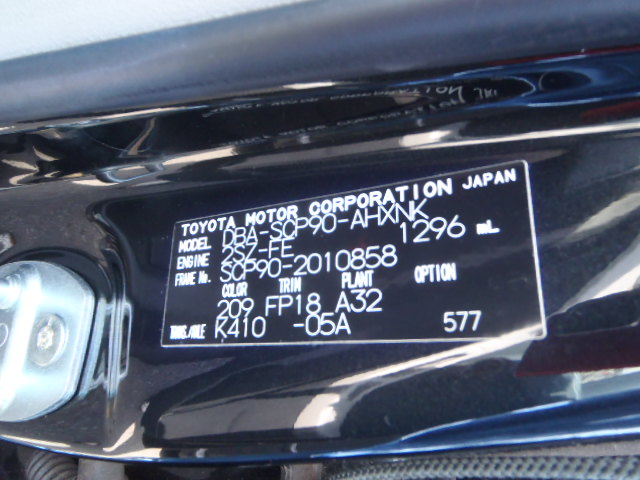 TOYOTA MOTOR CORPORATION JAPAN
MODEL DBA-SCP90-AHXNK
ENGINE 2SZ-FE 1296 mL
FRAME No. SCP90-2010858
COLOR TRIM PLANT OPTION
209 FP18 A32
TRANS./AXLE K410 -05A 577